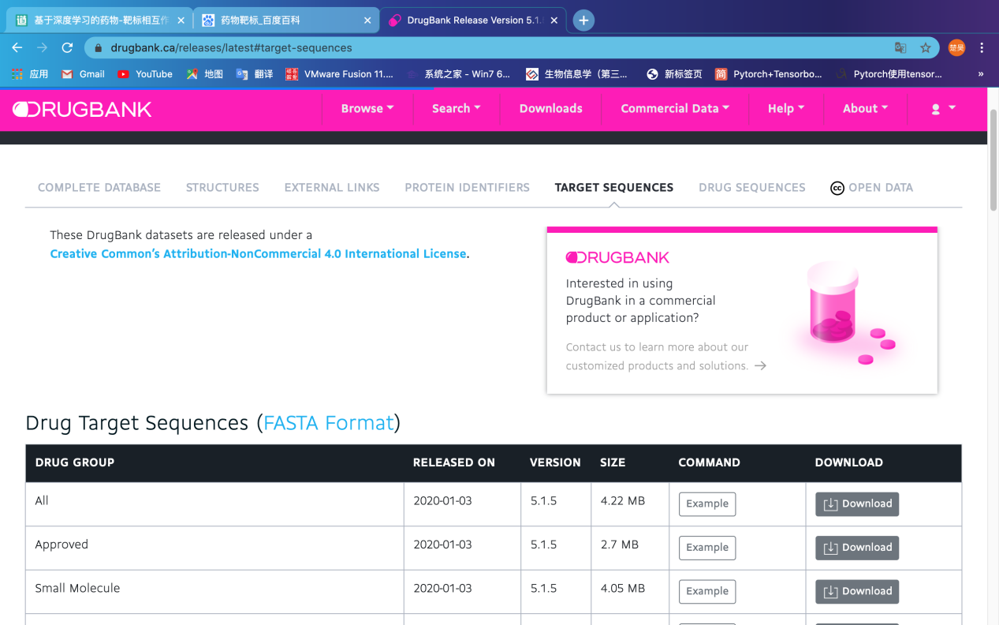 基于深度学习的药物-靶标相互作
药物靶标_百度百科
DrugBank Release Version 5.1.
drugbank.ca/releases/latest#target-sequences
楚奥
应用 Gmail YouTube 地图 翻译 VMware Fusion 11.... 系统之家 - Win7 6... 生物信息学（第三... 新标签页 简 Pytorch+Tensorbo... Pytorch使用tensor... »
DRUGBANK
Browse Search Downloads Commercial Data Help About
COMPLETE DATABASE STRUCTURES EXTERNAL LINKS PROTEIN IDENTIFIERS TARGET SEQUENCES DRUG SEQUENCES cc OPEN DATA
These DrugBank datasets are released under a
Creative Common’s Attribution-NonCommercial 4.0 International License.
DRUGBANK
Interested in using
DrugBank in a commercial
product or application?
Contact us to learn more about our
customized products and solutions. →
Drug Target Sequences (FASTA Format)
DRUG GROUP RELEASED ON VERSION SIZE COMMAND DOWNLOAD
All 2020-01-03 5.1.5 4.22 MB Example Download
Approved 2020-01-03 5.1.5 2.7 MB Example Download
Small Molecule 2020-01-03 5.1.5 4.05 MB Example Download